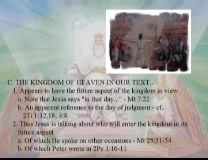 C. THE KINGDOM OF HEAVEN IN OUR TEXT...
1. Appears to have the future aspect of the kingdom in view
a. Note that Jesus says "in that day..." - Mt 7:22
b. An apparent reference to the day of judgment - cf.
2Ti 1:12,18; 4:8
2. Thus Jesus is talking about who will enter the kingdom in its
future aspect
a. Of which He spoke on other occasions - Mt 25:31-34
b. Of which Peter wrote in 2Pe 1:10-11